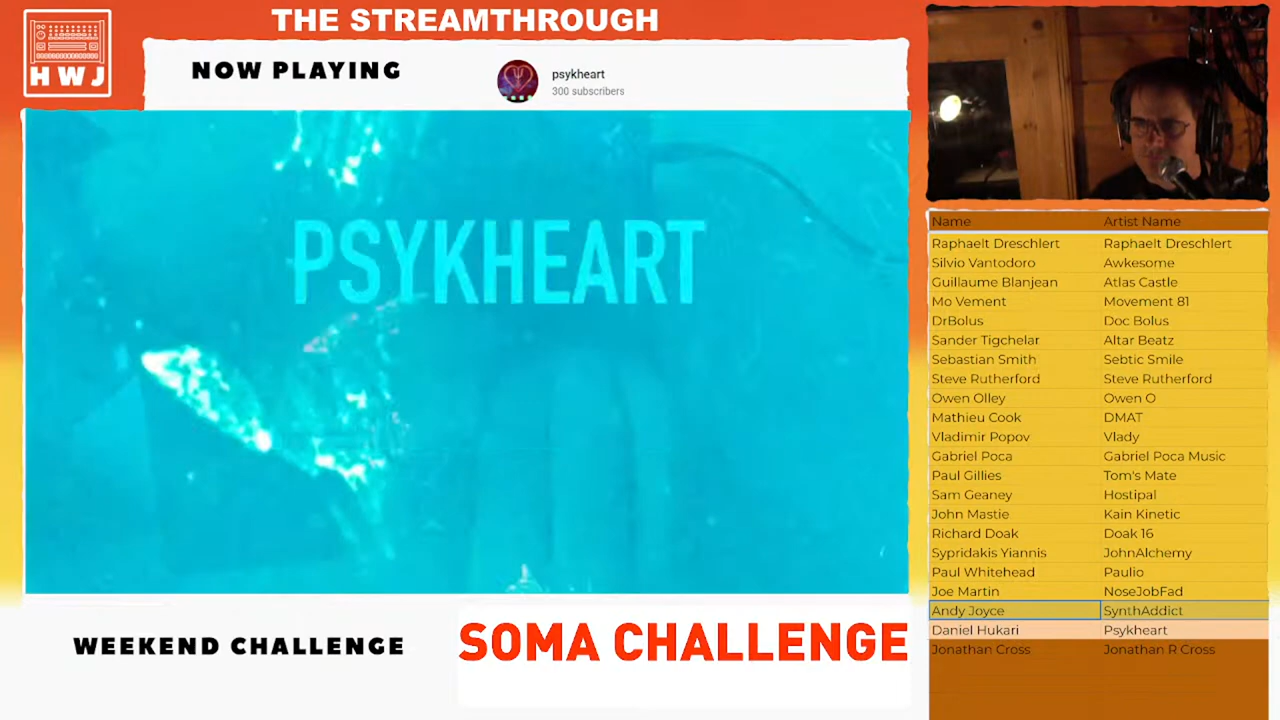 THE STREAMTHROUGH
HWJ
NOW PLAYING
psykheart
300 subscribers
PSYKHEART
WEEKEND CHALLENGE
SOMA CHALLENGE
Name Artist Name
Raphaelt Dreschlert Raphaelt Dreschlert
Silvio Vantodoro Awkesome
Guillaume Blanjean Atlas Castle
Mo Vement Movement 81
DrBolus Doc Bolus
Sander Tigchelar Altar Beatz
Sebastian Smith Sebtic Smile
Steve Rutherford Steve Rutherford
Owen Olley Owen O
Mathieu Cook DMAT
Vladimir Popov Vlady
Gabriel Poca Gabriel Poca Music
Paul Gillies Tom's Mate
Sam Geaney Hostipal
John Mastie Kain Kinetic
Richard Doak Doak 16
Sypridakis Yiannis JohnAlchemy
Paul Whitehead Paulio
Joe Martin NoseJobFad
Andy Joyce SynthAddict
Daniel Hukari Psykheart
Jonathan Cross Jonathan R Cross